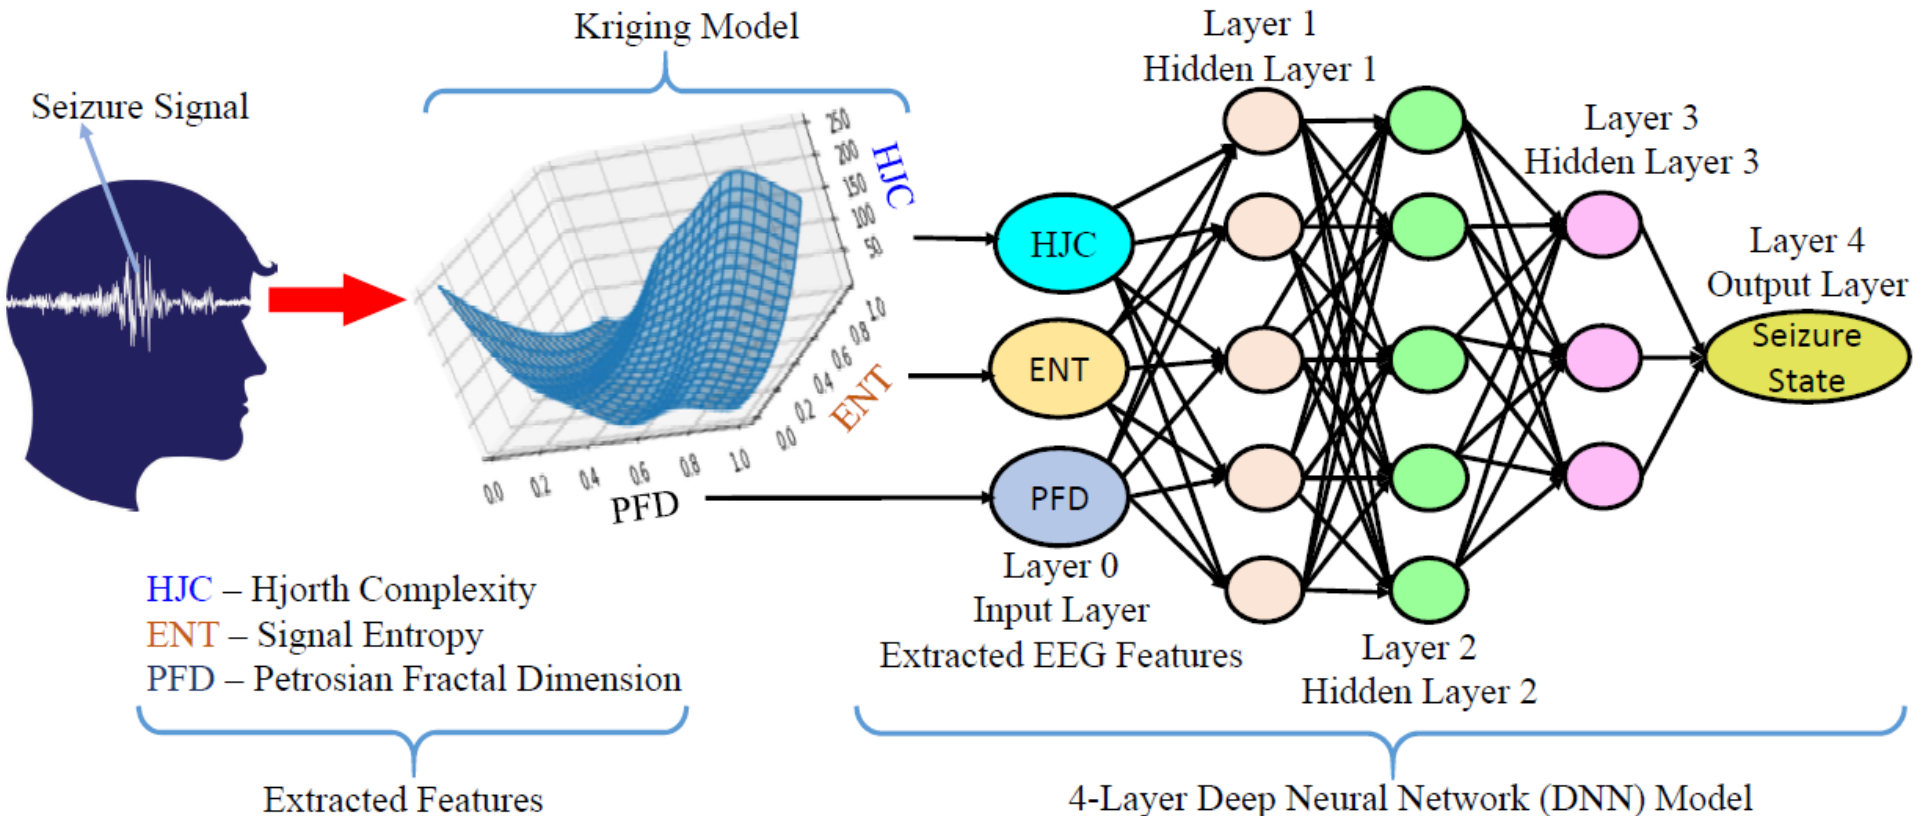 Kriging Model
Seizure Signal
250
200
150
100
50
HJC
1.0
0.8
0.6
0.4
0.2
0.0
ENT
0.0
0.2
0.4
0.6
0.8
1.0
PFD
HJC – Hjorth Complexity
ENT – Signal Entropy
PFD – Petrosian Fractal Dimension
Extracted Features
Layer 1
Hidden Layer 1
Layer 3
Hidden Layer 3
Layer 4
Output Layer
HJC
ENT
PFD
Seizure
State
Layer 0
Input Layer
Extracted EEG Features
Layer 2
Hidden Layer 2
4-Layer Deep Neural Network (DNN) Model